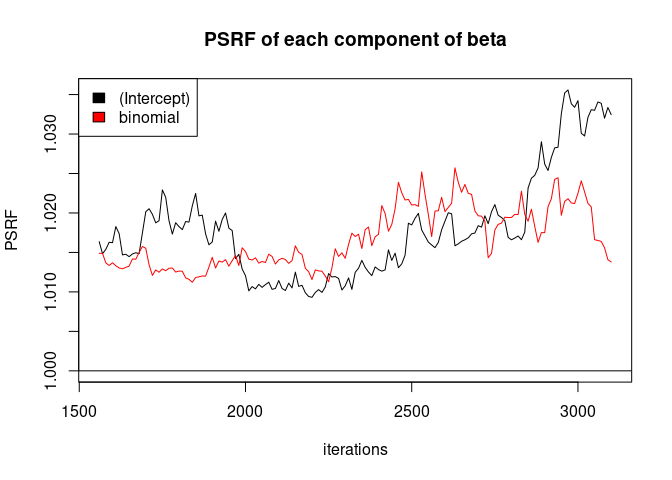 PSRF of each component of beta
(Intercept)
binomial
PSRF
1.030
1.020
1.010
1.000
1500 2000 2500 3000
iterations